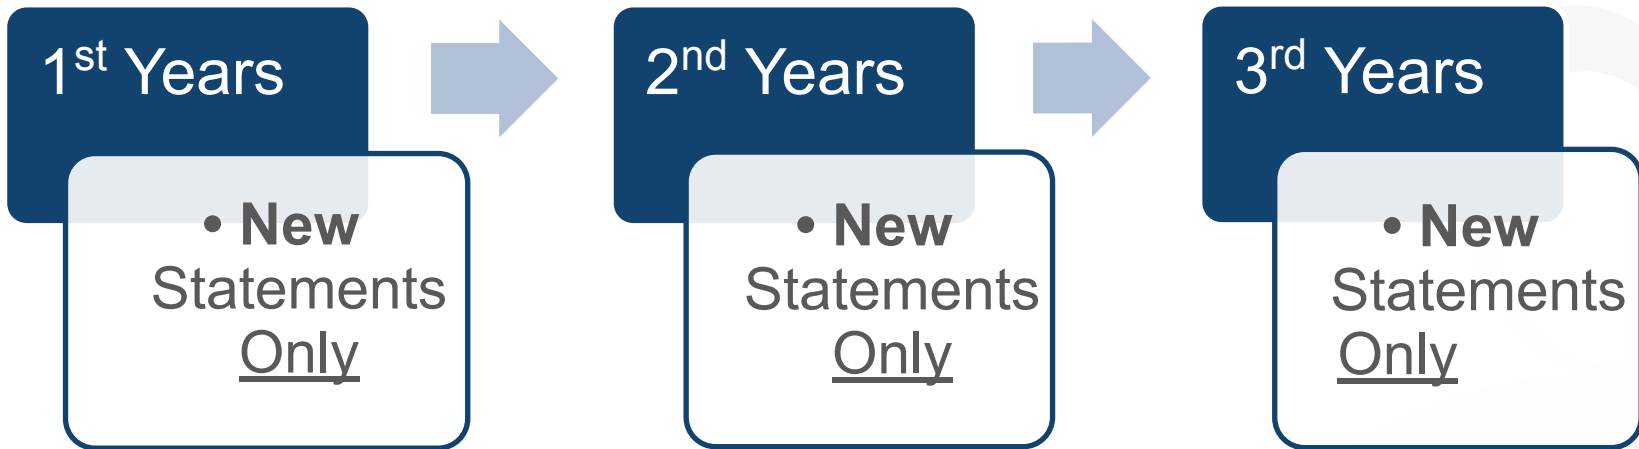 1st Years
• New
Statements
Only
2nd Years
• New
Statements
Only
3rd Years
• New
Statements
Only